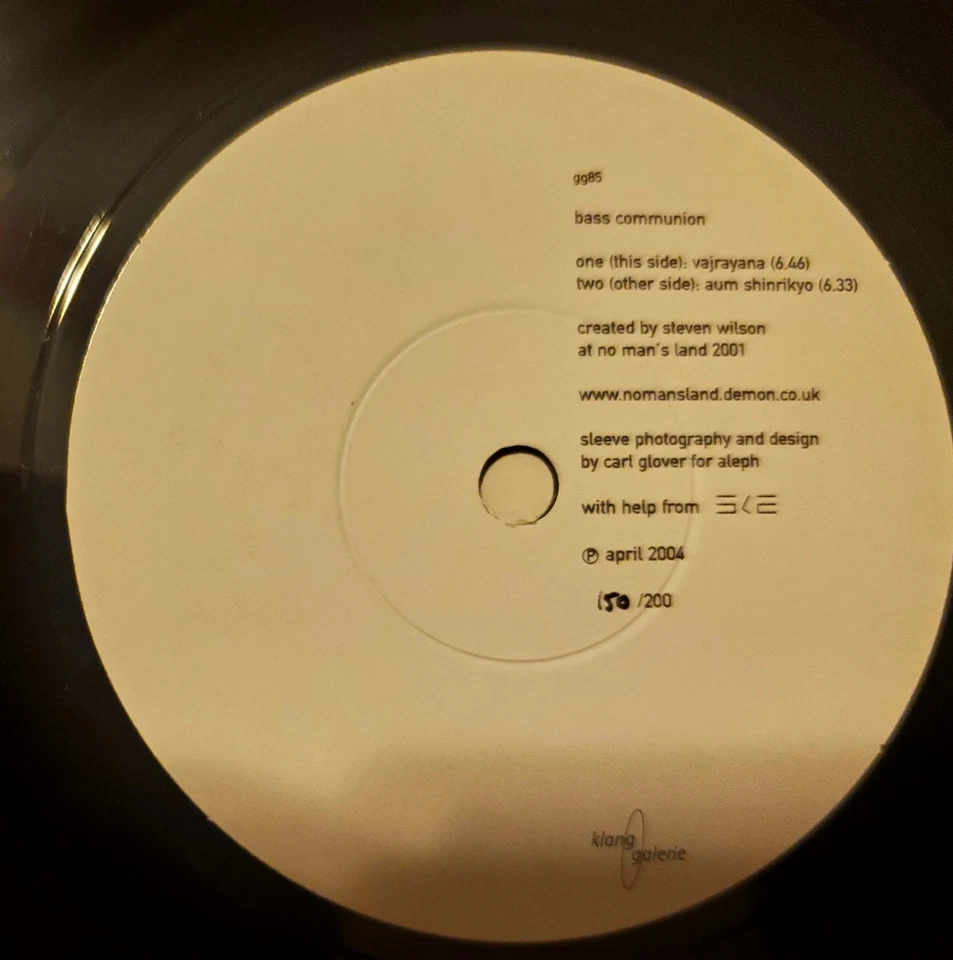 gg85
bass communion
one (this side): vajrayana (6.46)
two (other side): aum shinrikyo (6.33)
created by steven wilson
at no man's land 2001
www.nomansland.demon.co.uk
sleeve photography and design
by carl glover for aleph
with help from
℗ april 2004
150 /200
klang
galerie